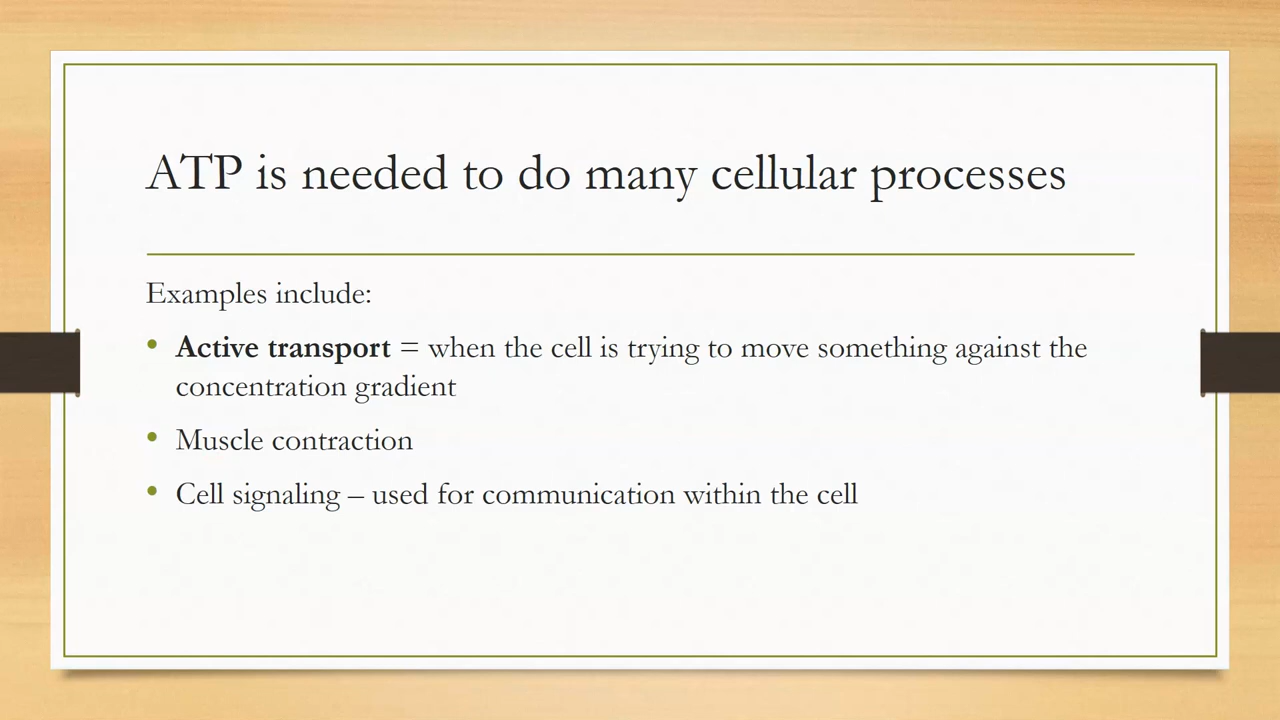 ATP is needed to do many cellular processes
Examples include:
• Active transport = when the cell is trying to move something against the
concentration gradient
• Muscle contraction
• Cell signaling – used for communication within the cell